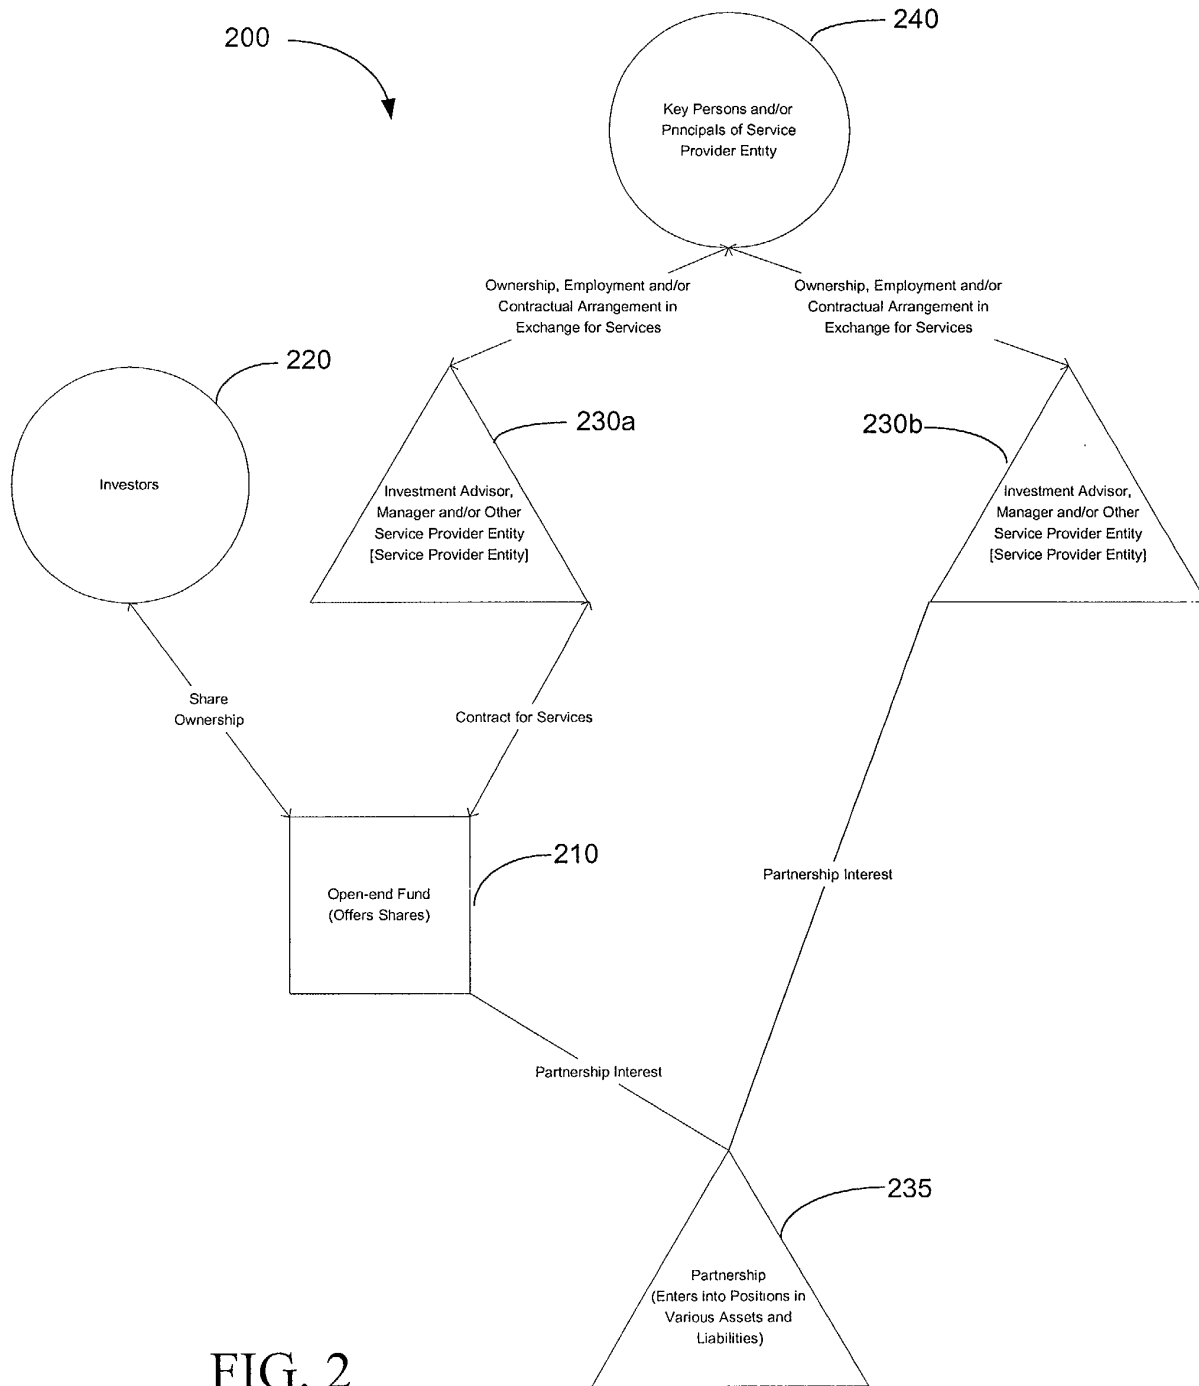 200
240
Key Persons and/or
Principals of Service
Provider Entity
Ownership, Employment and/or
Contractual Arrangement in
Exchange for Services
Ownership, Employment and/or
Contractual Arrangement in
Exchange for Services
220
Investors
230a
Investment Advisor,
Manager and/or Other
Service Provider Entity
[Service Provider Entity]
230b
Investment Advisor,
Manager and/or Other
Service Provider Entity
[Service Provider Entity]
Share
Ownership
Contract for Services
210
Open-end Fund
(Offers Shares)
Partnership Interest
Partnership Interest
235
Partnership
(Enters into Positions in
Various Assets and
Liabilities)
FIG. 2